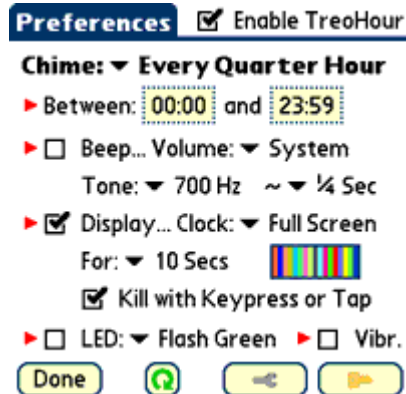 Preferences Enable TreoHour
Chime: Every Quarter Hour
Between: 00:00 and 23:59
Beep... Volume: System
Tone: 700 Hz ~ ¼ Sec
Display... Clock: Full Screen
For: 10 Secs
Kill with Keypress or Tap
LED: Flash Green Vibr.
Done